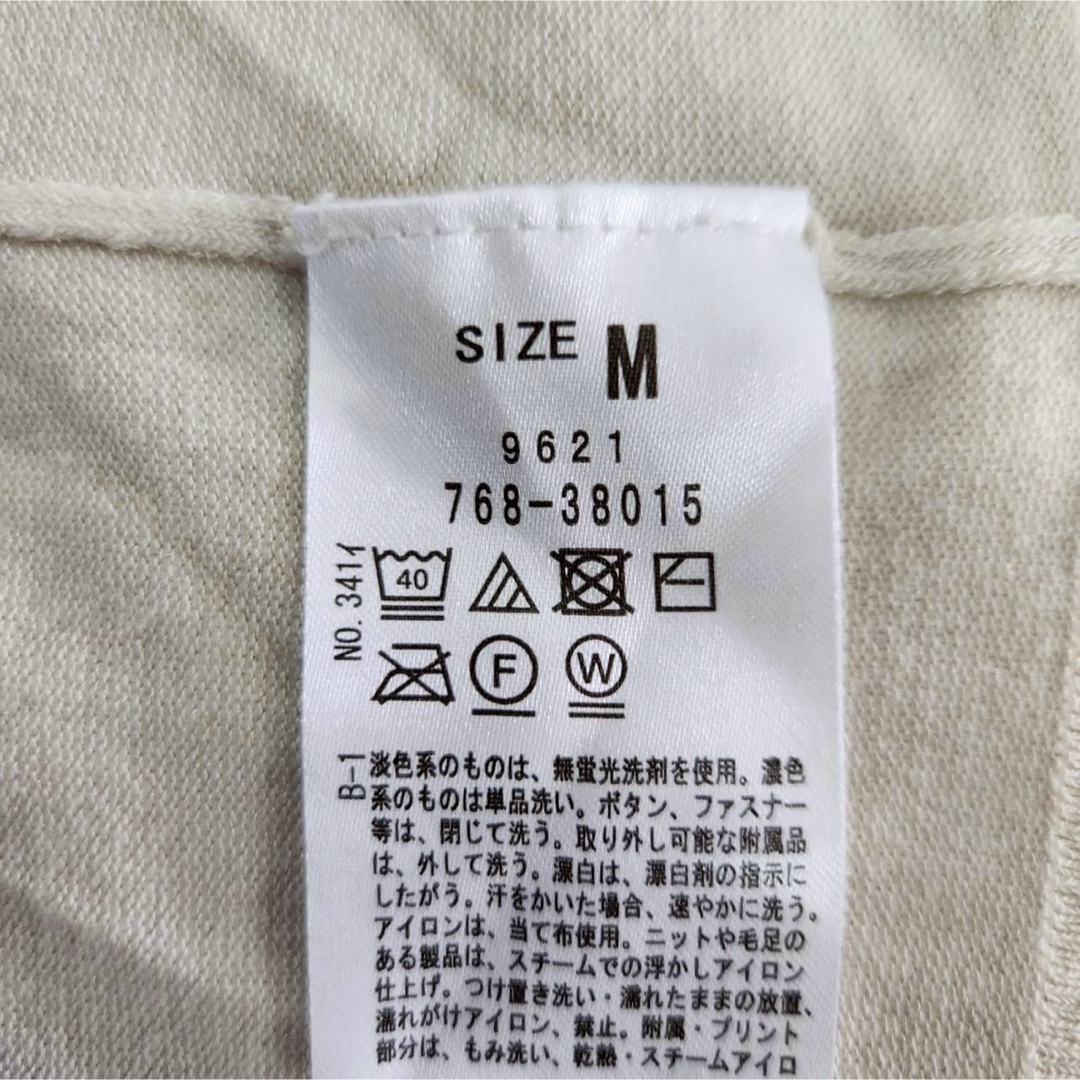 SIZE M
9621
768-38015
NO. 341イ
40
F
W
B-1
淡色系のものは、無蛍光洗剤を使用。濃色
系のものは単品洗い。ボタン、ファスナー
等は、閉じて洗う。取り外し可能な附属品
は、外して洗う。漂白は、漂白剤の指示に
したがう。汗をかいた場合、速やかに洗う。
アイロンは、当て布使用。ニットや毛足の
ある製品は、スチームでの浮かしアイロン
仕上げ。つけ置き洗い・濡れたままの放置、
濡れがけアイロン、禁止。附属・プリント
部分は、もみ洗い、乾熱・スチームアイロ